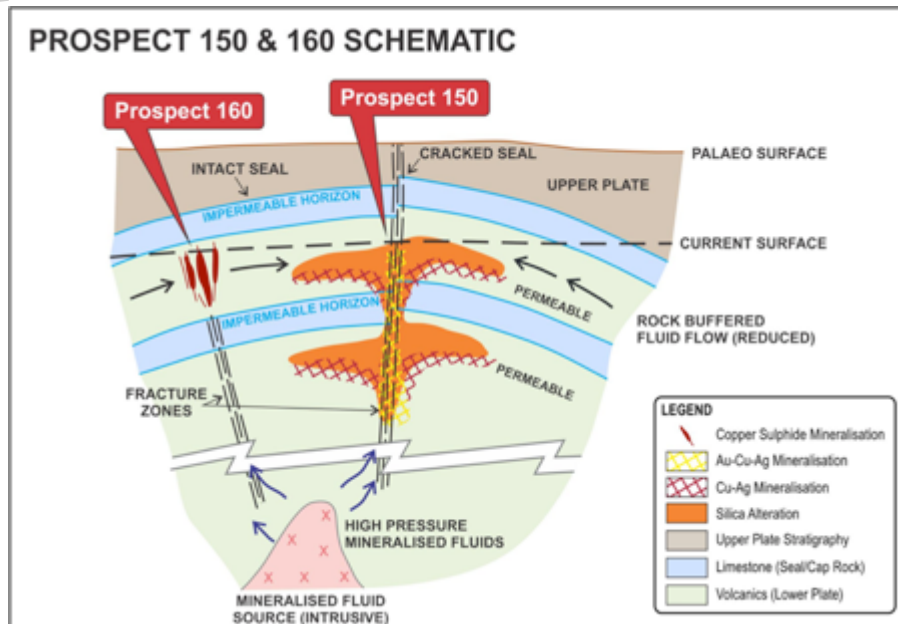 PROSPECT 150 & 160 SCHEMATIC
Prospect 160
Prospect 150
INTACT SEAL
CRACKED SEAL
PALAEO SURFACE
UPPER PLATE
IMPERMEABLE HORIZON
CURRENT SURFACE
PERMEABLE
IMPERMEABLE HORIZON
ROCK BUFFERED
FLUID FLOW (REDUCED)
PERMEABLE
FRACTURE
ZONES
HIGH PRESSURE
MINERALISED FLUIDS
MINERALISED FLUID
SOURCE (INTRUSIVE)
LEGEND
Copper Sulphide Mineralisation
Au-Cu-Ag Mineralisation
Cu-Ag Mineralisation
Silica Alteration
Upper Plate Stratigraphy
Limestone (Seal/Cap Rock)
Volcanics (Lower Plate)